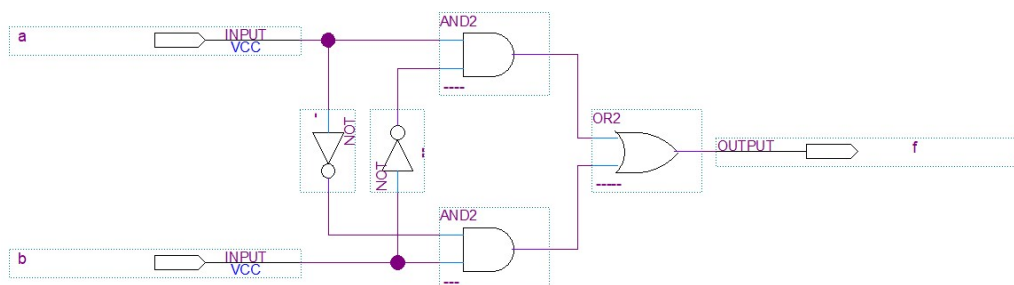 AND2
a
INPUT
VCC
OR2
NOT
NOT
OUTPUT
f
AND2
b
INPUT
VCC